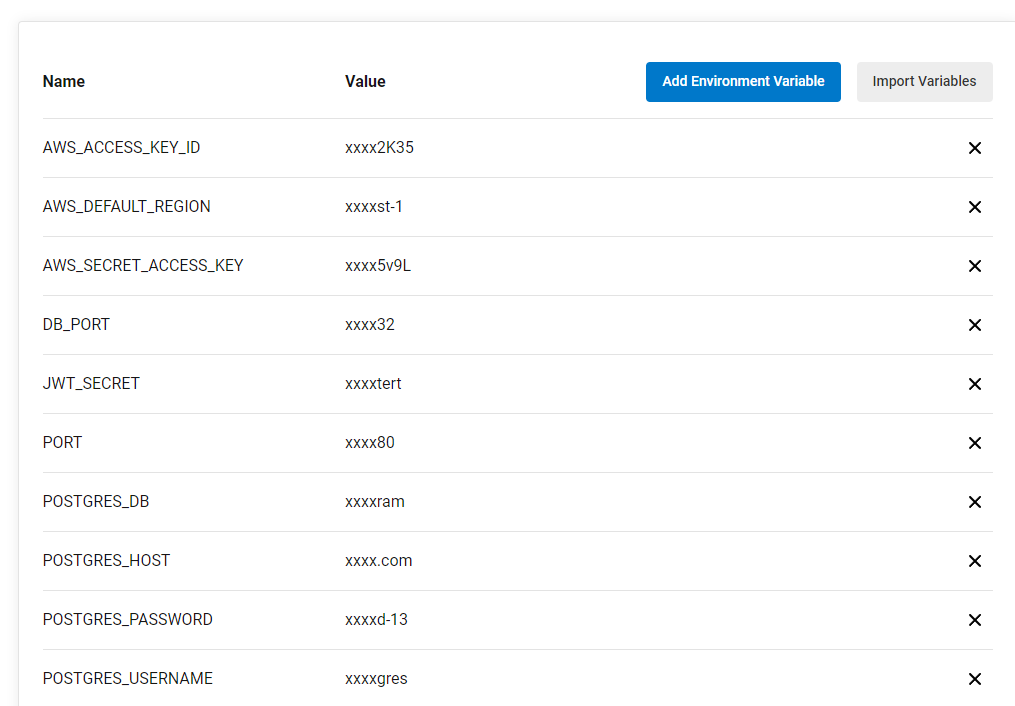 Name Value Add Environment Variable Import Variables
AWS_ACCESS_KEY_ID xxxx2K35
AWS_DEFAULT_REGION xxxxst-1
AWS_SECRET_ACCESS_KEY xxxx5v9L
DB_PORT xxxx32
JWT_SECRET xxxxtert
PORT xxxx80
POSTGRES_DB xxxxram
POSTGRES_HOST xxxx.com
POSTGRES_PASSWORD xxxxd-13
POSTGRES_USERNAME xxxxgres